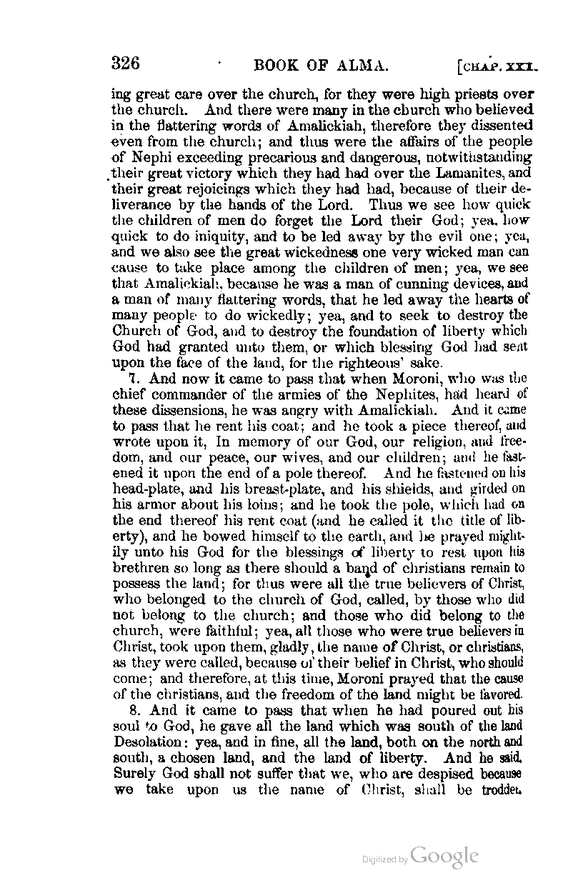 326 BOOK OF ALMA. [CHAP. XXI.
ing great care over the church, for they were high priests over
the church. And there were many in the church who believed
in the flattering words of Amalickiah, therefore they dissented
even from the church; and thus were the affairs of the people
of Nephi exceeding precarious and dangerous, notwithstanding
their great victory which they had had over the Lamanites, and
their great rejoicings which they had had, because of their de-
liverance by the hands of the Lord. Thus we see how quick
the children of men do forget the Lord their God; yea, how
quick to do iniquity, and to be led away by the evil one; yea,
and we also see the great wickedness one very wicked man can
cause to take place among the children of men; yea, we see
that Amalickiah, because he was a man of cunning devices, and
a man of many flattering words, that he led away the hearts of
many people to do wickedly; yea, and to seek to destroy the
Church of God, and to destroy the foundation of liberty which
God had granted unto them, or which blessing God had sent
upon the face of the land, for the righteous' sake.
7. And now it came to pass that when Moroni, who was the
chief commander of the armies of the Nephites, had heard of
these dissensions, he was angry with Amalickiah. And it came
to pass that he rent his coat; and he took a piece thereof, and
wrote upon it, In memory of our God, our religion, and free-
dom, and our peace, our wives, and our children; and he fast-
ened it upon the end of a pole thereof. And he fastened on his
head-plate, and his breast-plate, and his shields, and girded on
his armor about his loins; and he took the pole, which had on
the end thereof his rent coat (and he called it the title of lib-
erty), and he bowed himself to the earth, and he prayed might-
ily unto his God for the blessings of liberty to rest upon his
brethren so long as there should a band of christians remain to
possess the land; for thus were all the true believers of Christ,
who belonged to the church of God, called, by those who did
not belong to the church; and those who did belong to the
church, were faithful; yea, all those who were true believers in
Christ, took upon them, gladly, the name of Christ, or christians,
as they were called, because of their belief in Christ, who should
come; and therefore, at this time, Moroni prayed that the cause
of the christians, and the freedom of the land might be favored.
8. And it came to pass that when he had poured out his
soul to God, he gave all the land which was south of the land
Desolation: yea, and in fine, all the land, both on the north and
south, a chosen land, and the land of liberty. And he said,
Surely God shall not suffer that we, who are despised because
we take upon us the name of Christ, shall be trodden
Digitized by Google